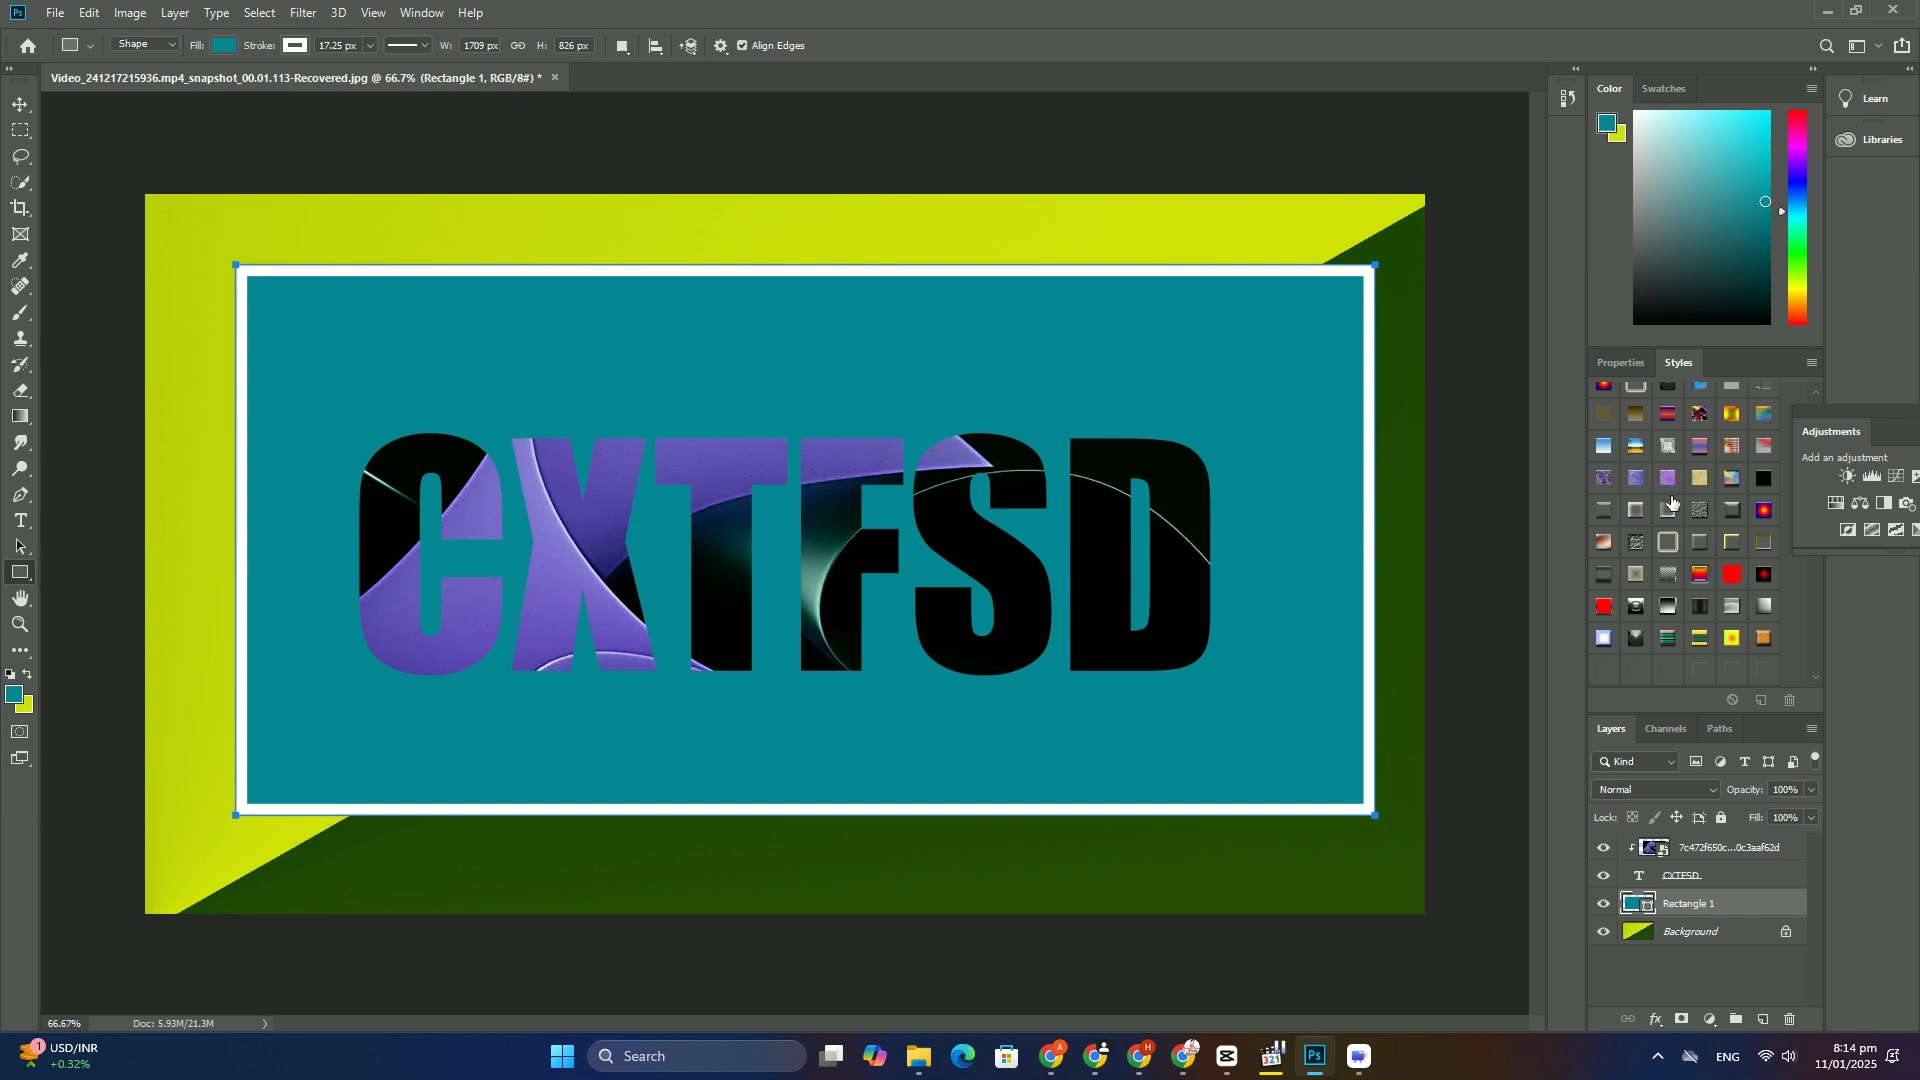 Ps File Edit Image Layer Type Select Filter 3D View Window Help
Shape Fill: Stroke: 17.25 px W: 1709 px H: 826 px Align Edges
Video_241217215936.mp4_snapshot_00.01.113-Recovered.jpg @ 66.7% (Rectangle 1, RGB/8#) *
Color Swatches
Learn
Libraries
Properties Styles
Adjustments
Add an adjustment
CXTFSD
Layers Channels Paths
Kind
Normal Opacity: 100%
Lock: Fill: 100%
7c472f650c...0c3aaf62d
T CXTFSD
Rectangle 1
Background
66.67% Doc: 5.93M/21.3M
1 USD/INR
+0.32%
Search
A
H
321
Ps
ENG
8:14 pm
11/01/2025